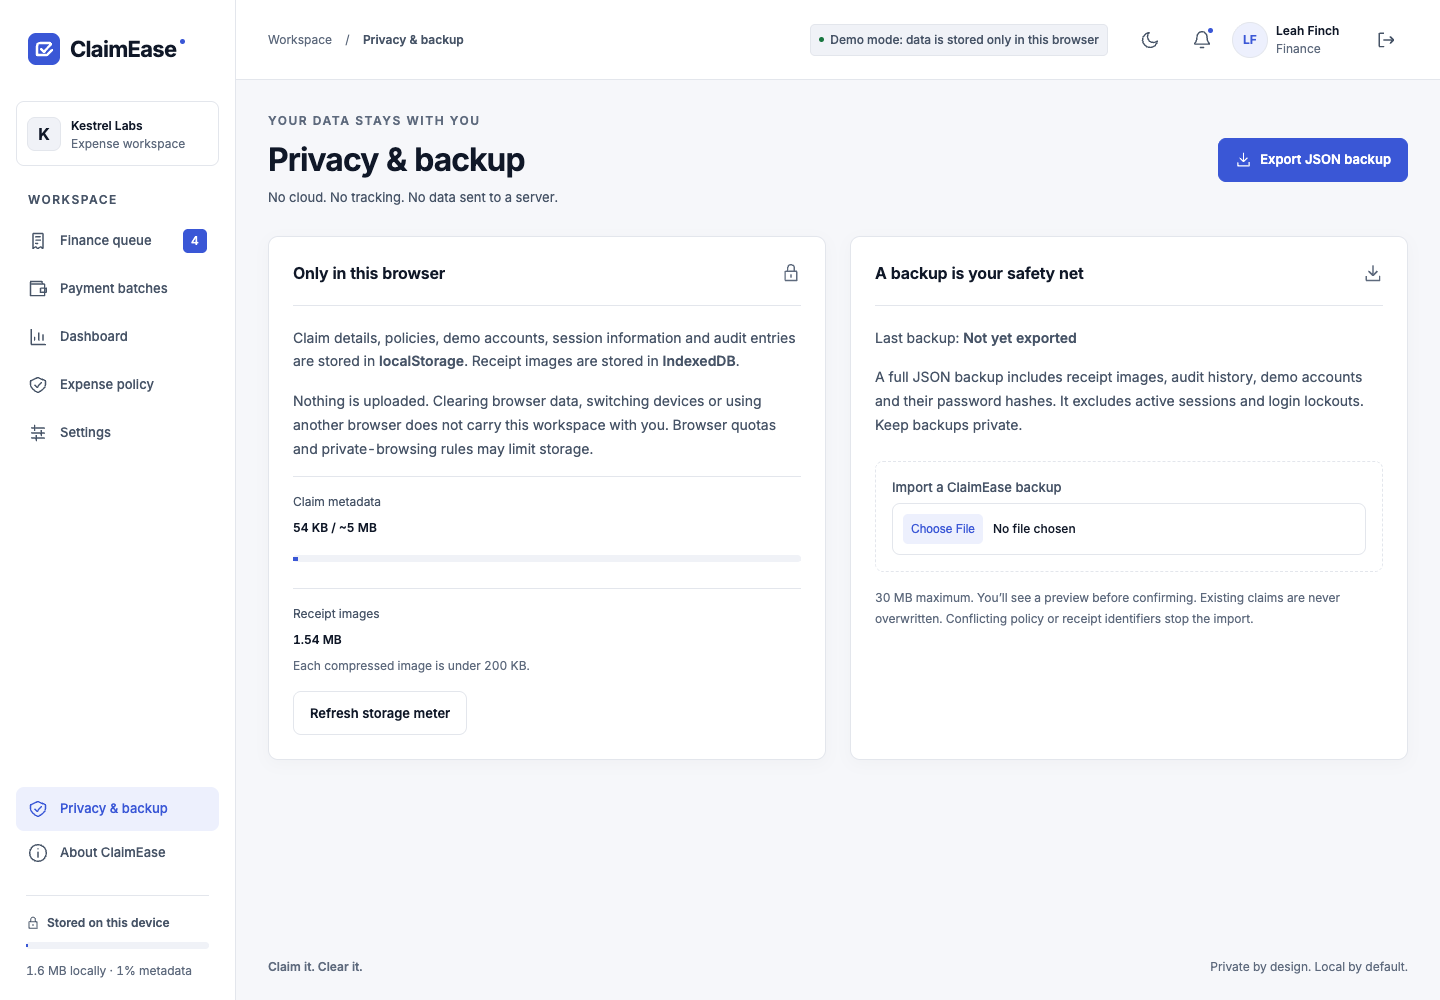 ClaimEase
K
Kestrel Labs
Expense workspace
WORKSPACE
Finance queue 4
Payment batches
Dashboard
Expense policy
Settings
Privacy & backup
About ClaimEase
Stored on this device
1.6 MB locally · 1% metadata
Workspace / Privacy & backup
Demo mode: data is stored only in this browser
LF
Leah Finch
Finance
YOUR DATA STAYS WITH YOU
Privacy & backup
No cloud. No tracking. No data sent to a server.
Export JSON backup
Only in this browser
Claim details, policies, demo accounts, session information and audit entries
are stored in localStorage. Receipt images are stored in IndexedDB.
Nothing is uploaded. Clearing browser data, switching devices or using
another browser does not carry this workspace with you. Browser quotas
and private-browsing rules may limit storage.
Claim metadata
54 KB / ~5 MB
Receipt images
1.54 MB
Each compressed image is under 200 KB.
Refresh storage meter
A backup is your safety net
Last backup: Not yet exported
A full JSON backup includes receipt images, audit history, demo accounts
and their password hashes. It excludes active sessions and login lockouts.
Keep backups private.
Import a ClaimEase backup
Choose File No file chosen
30 MB maximum. You’ll see a preview before confirming. Existing claims are never
overwritten. Conflicting policy or receipt identifiers stop the import.
Claim it. Clear it.
Private by design. Local by default.